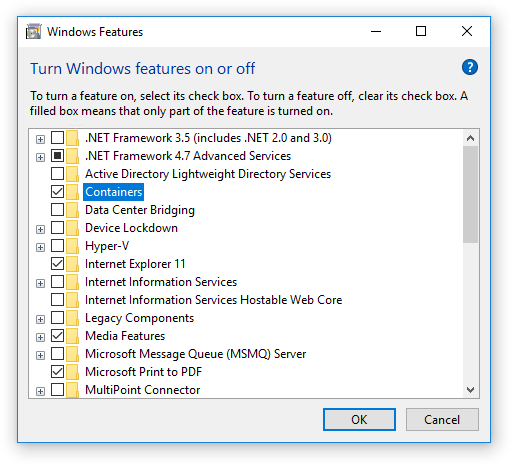 Windows Features
Turn Windows features on or off
?
To turn a feature on, select its check box. To turn a feature off, clear its check box. A
filled box means that only part of the feature is turned on.
.NET Framework 3.5 (includes .NET 2.0 and 3.0)
.NET Framework 4.7 Advanced Services
Active Directory Lightweight Directory Services
Containers
Data Center Bridging
Device Lockdown
Hyper-V
Internet Explorer 11
Internet Information Services
Internet Information Services Hostable Web Core
Legacy Components
Media Features
Microsoft Message Queue (MSMQ) Server
Microsoft Print to PDF
MultiPoint Connector
OK
Cancel